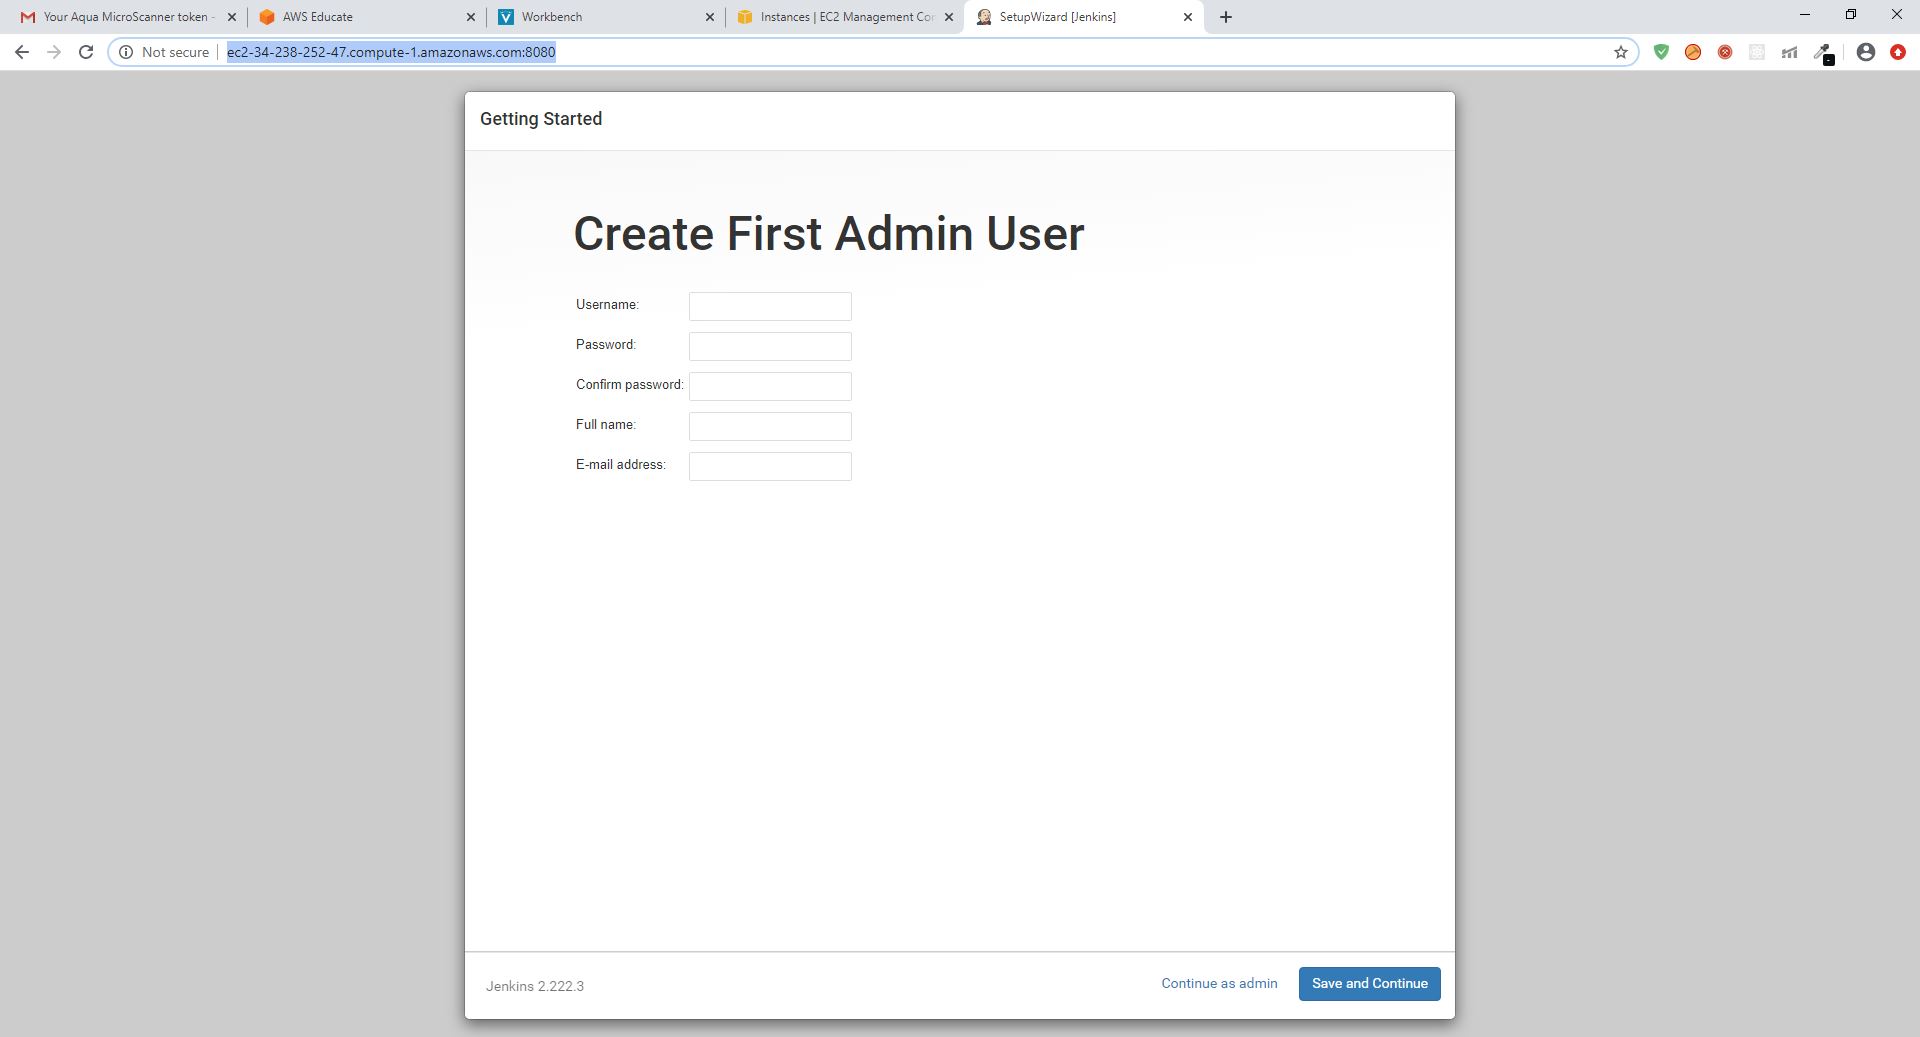 Your Aqua MicroScanner token -
AWS Educate
Workbench
Instances | EC2 Management Cor
SetupWizard [Jenkins]
Not secure
ec2-34-238-252-47.compute-1.amazonaws.com:8080
Getting Started
Create First Admin User
Username:
Password:
Confirm password:
Full name:
E-mail address:
Jenkins 2.222.3
Continue as admin
Save and Continue